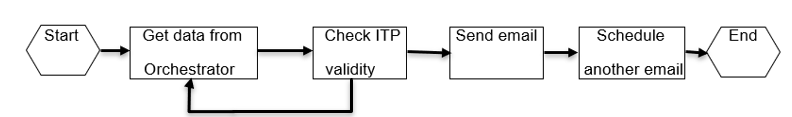 Start
Get data from
Orchestrator
Check ITP
validity
Send email
Schedule
another email
End